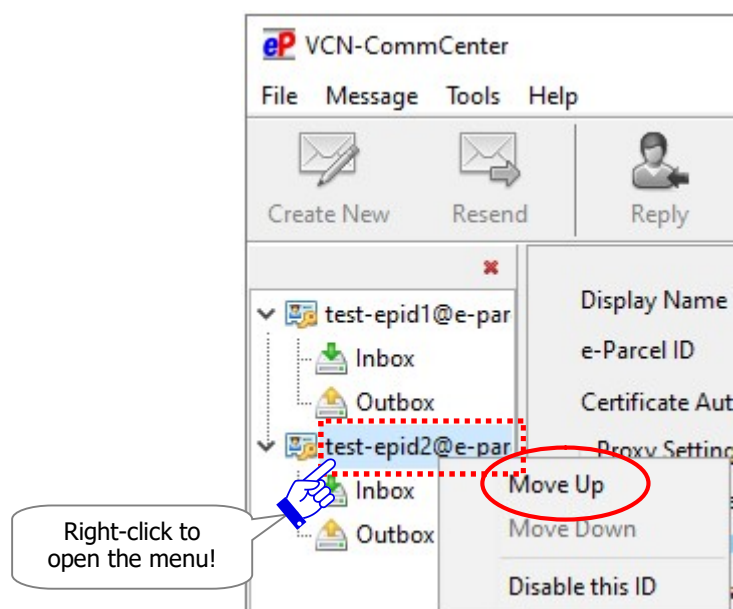 eP VCN-CommCenter
File Message Tools Help
Create New Resend Reply
test-epid1@e-par
Inbox
Outbox
test-epid2@e-par
Inbox
Outbox
Display Name
e-Parcel ID
Certificate Aut
Proxy Setting
Move Up
Move Down
Disable this ID
Right-click to
open the menu!